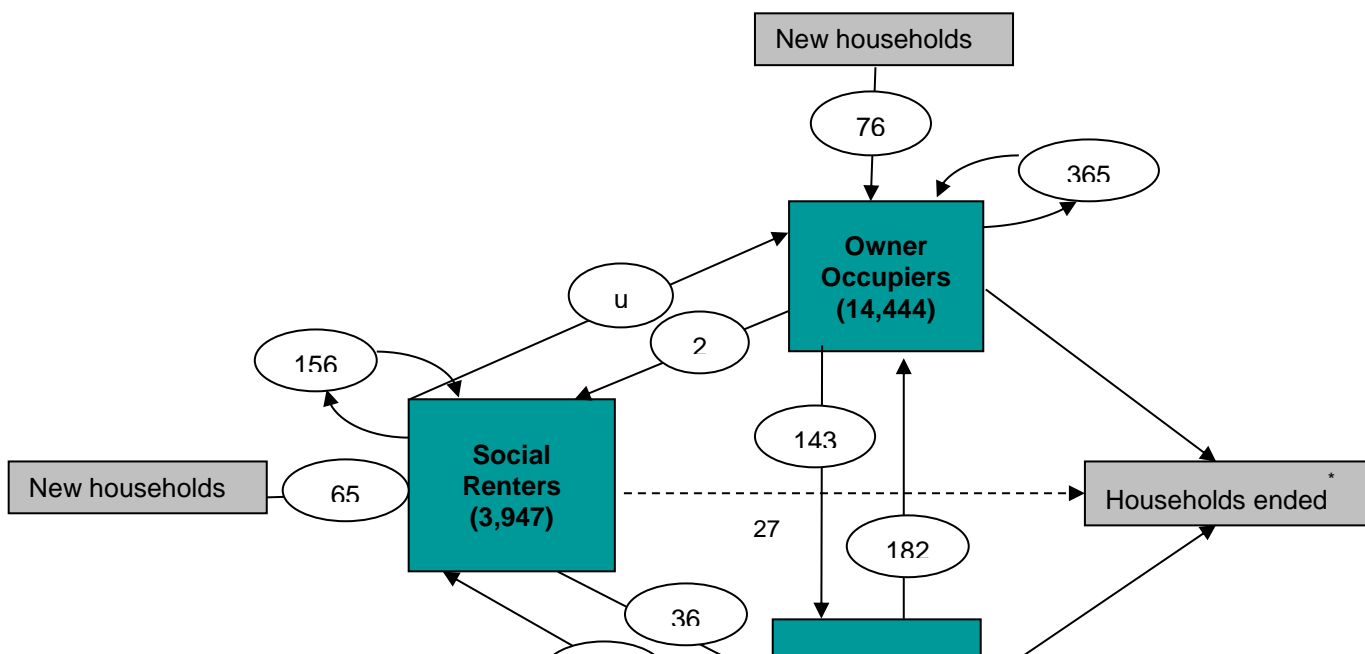 New households
76
365
Owner
Occupiers
(14,444)
u
2
156
143
Social
Renters
(3,947)
New households
65
Households ended*
27
182
36